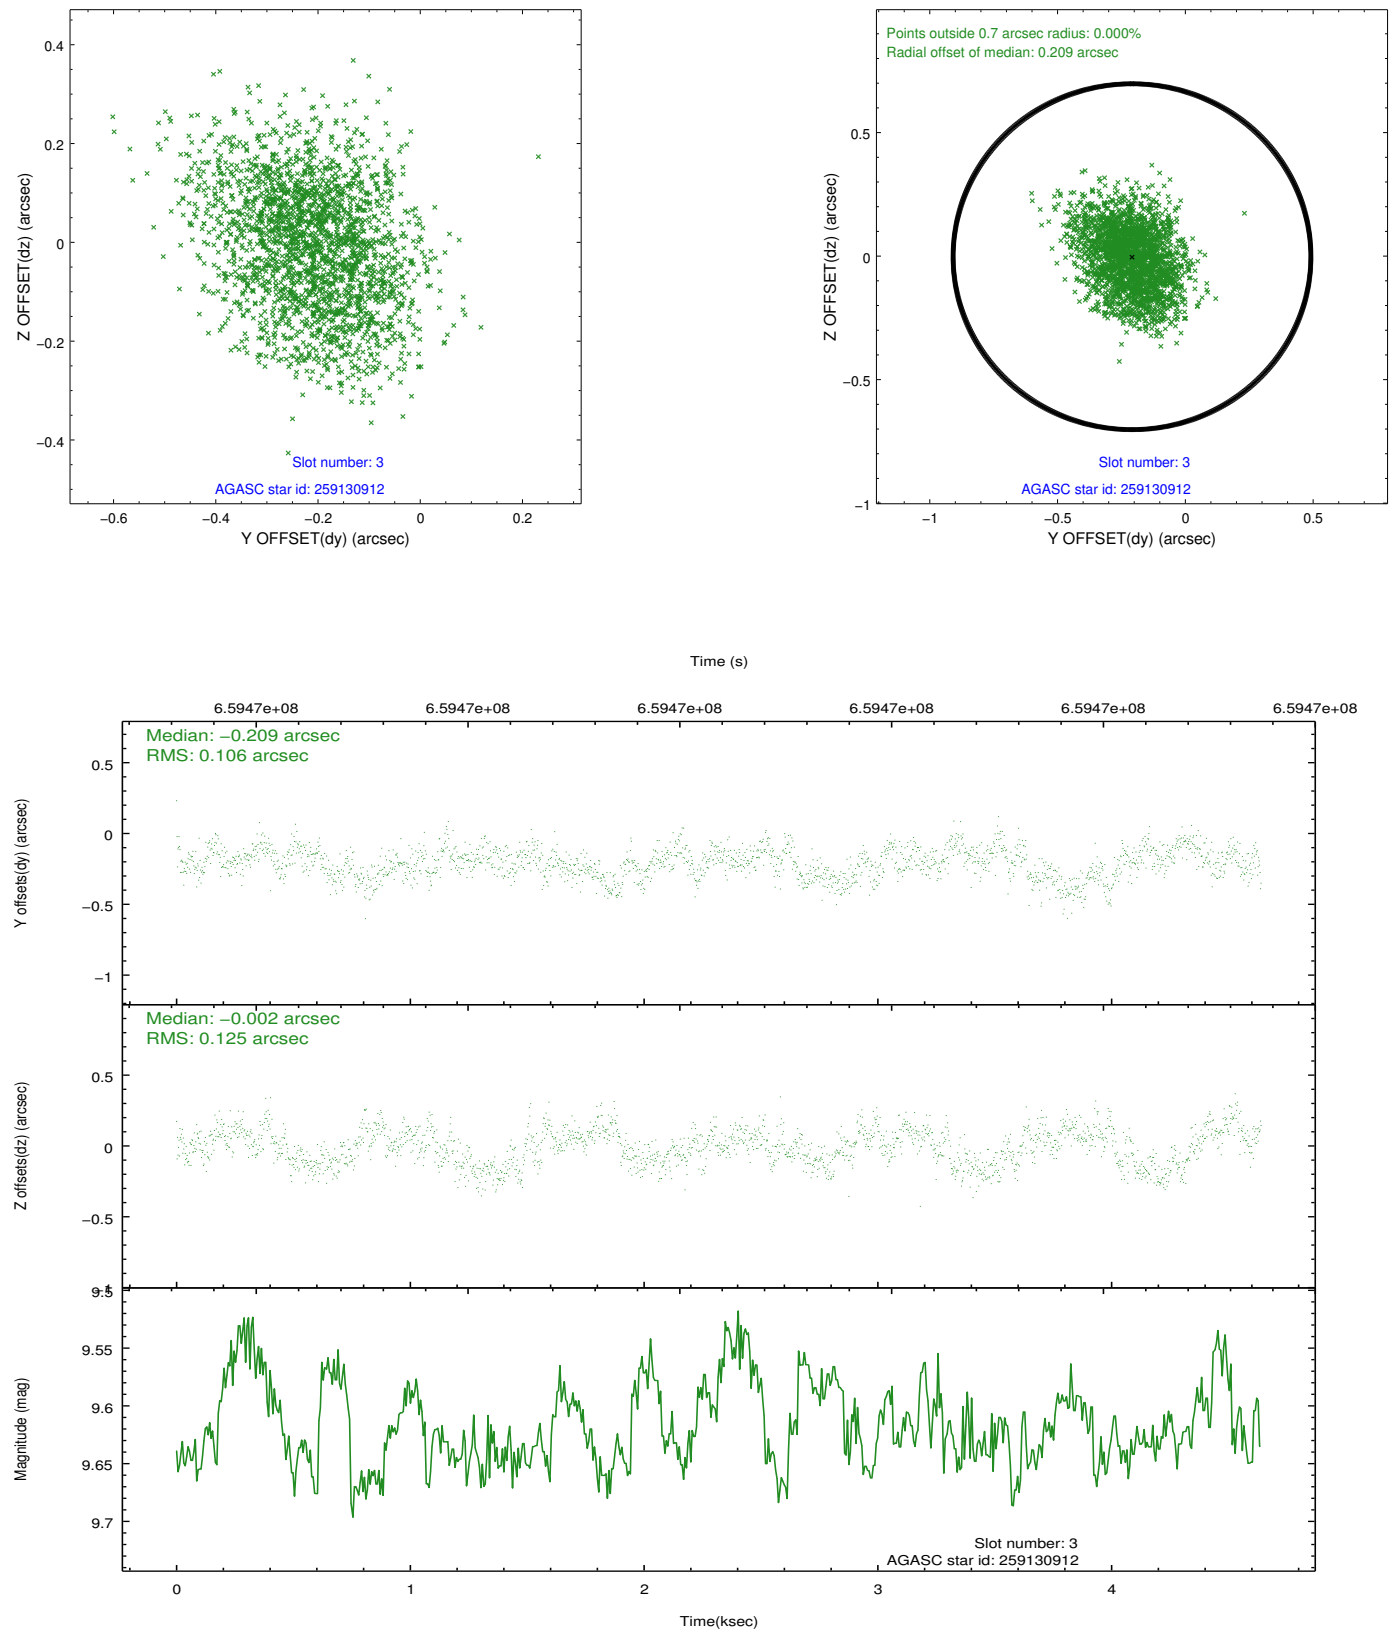 0.4
0.2
0
−0.2
−0.4
Z OFFSET(dz) (arcsec)
Slot number: 3
AGASC star id: 259130912
−0.6 −0.4 −0.2 0 0.2
Y OFFSET(dy) (arcsec)
Points outside 0.7 arcsec radius: 0.000%
Radial offset of median: 0.209 arcsec
0.5
0
−0.5
−1
Z OFFSET(dz) (arcsec)
Slot number: 3
AGASC star id: 259130912
−1 −0.5 0 0.5
Y OFFSET(dy) (arcsec)
Time (s)
6.5947e+08 6.5947e+08 6.5947e+08 6.5947e+08 6.5947e+08 6.5947e+08
Median: −0.209 arcsec
RMS: 0.106 arcsec
0.5
0
−0.5
−1
Y offsets(dy) (arcsec)
Median: −0.002 arcsec
RMS: 0.125 arcsec
0.5
0
−0.5
−1
Z offsets(dz) (arcsec)
9.5
9.55
9.6
9.65
9.7
Magnitude (mag)
Slot number: 3
AGASC star id: 259130912
0 1 2 3 4
Time(ksec)